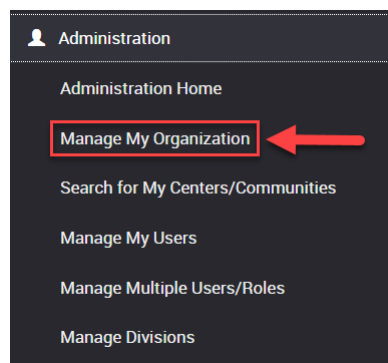 Administration
Administration Home
Manage My Organization
Search for My Centers/Communities
Manage My Users
Manage Multiple Users/Roles
Manage Divisions